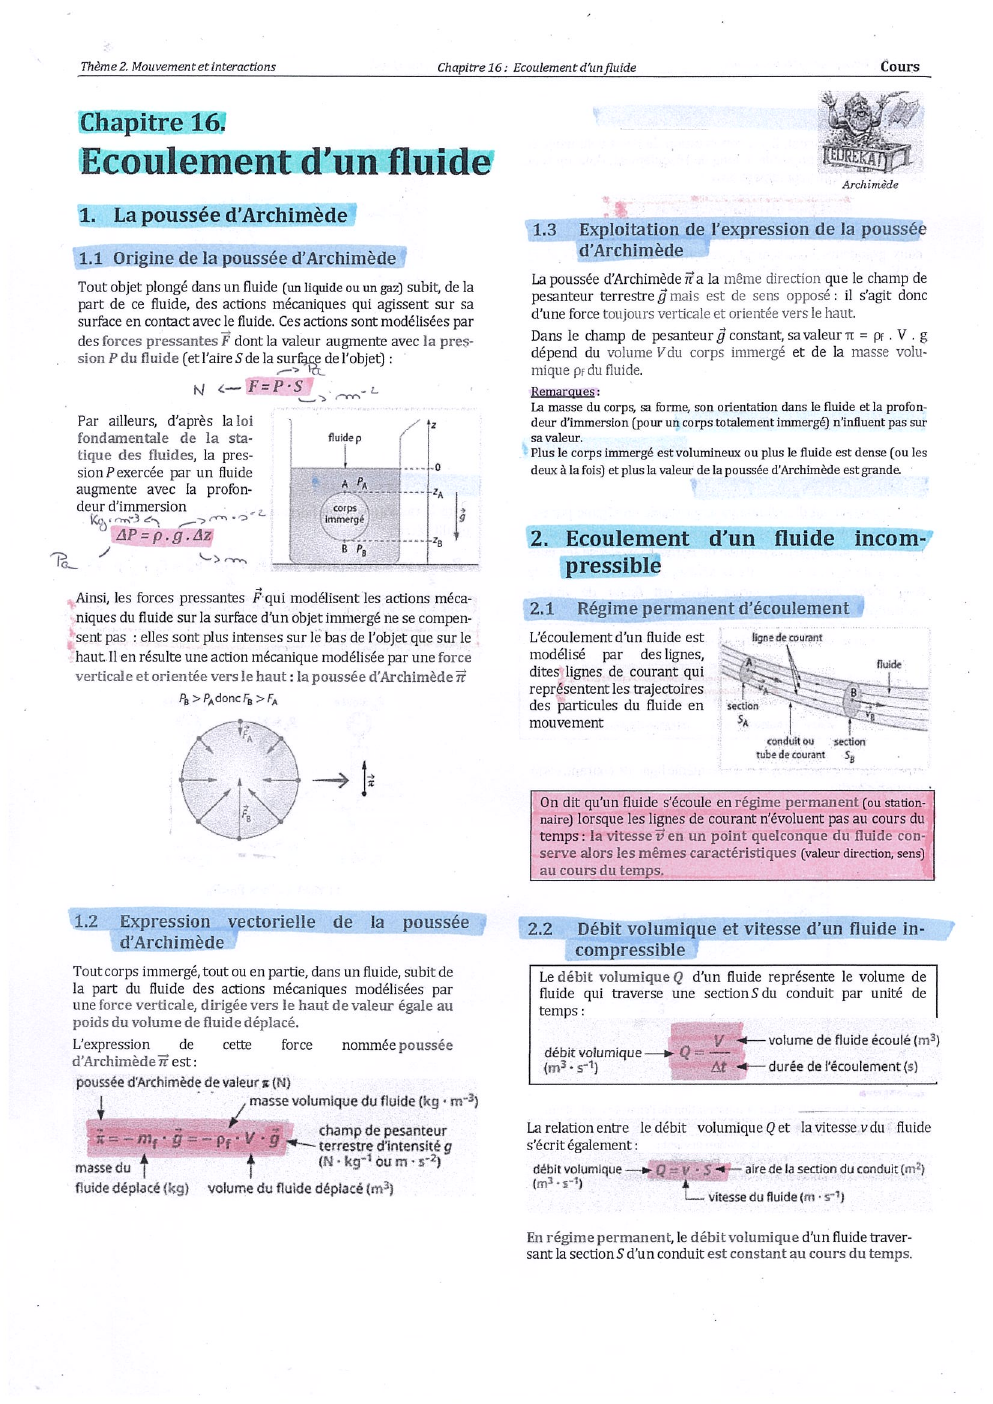 Thème 2. Mouvement et interactions
Chapitre 16 : Ecoulement d'un fluide
Cours
Chapitre 16.
Ecoulement d'un fluide
1. La poussée d'Archimède
1.1 Origine de la poussée d'Archimède
Tout objet plongé dans un fluide (un liquide ou un gaz) subit, de la
part de ce fluide, des actions mécaniques qui agissent sur sa
surface en contact avec le fluide. Ces actions sont modélisées par
des forces pressantes F⃗ dont la valeur augmente avec la pres-
sion P du fluide (et l'aire S de la surface de l'objet) :
→ Pa
N ← F = P · S
→ m⁻²
Par ailleurs, d'après la loi
fondamentale de la sta-
tique des fluides, la pres-
sion P exercée par un fluide
augmente avec la profon-
deur d'immersion
Kg·m⁻³ ← → m·s⁻²
ΔP = ρ . g . Δz
Pa → m
fluide ρ
z
0
A P_A
z_A
corps
immergé
g⃗
B P_B
z_B
Ainsi, les forces pressantes F⃗ qui modélisent les actions méca-
niques du fluide sur la surface d'un objet immergé ne se compen-
sent pas : elles sont plus intenses sur le bas de l'objet que sur le
haut. Il en résulte une action mécanique modélisée par une force
verticale et orientée vers le haut : la poussée d'Archimède π⃗
P_B > P_A donc F_B > F_A
F⃗_A
π⃗
F⃗_B
1.2 Expression vectorielle de la poussée
d'Archimède
Tout corps immergé, tout ou en partie, dans un fluide, subit de
la part du fluide des actions mécaniques modélisées par
une force verticale, dirigée vers le haut de valeur égale au
poids du volume de fluide déplacé.
L'expression de cette force nommée poussée
d'Archimède π⃗ est :
poussée d'Archimède de valeur π (N)
masse volumique du fluide (kg · m⁻³)
π⃗ = − m_f · g⃗ = − ρ_f · V · g⃗
champ de pesanteur
terrestre d'intensité g
(N · kg⁻¹ ou m · s⁻²)
masse du
fluide déplacé (kg)
volume du fluide déplacé (m³)
EUREKA!
Archimède
1.3 Exploitation de l'expression de la poussée
d'Archimède
La poussée d'Archimède π⃗ a la même direction que le champ de
pesanteur terrestre g⃗ mais est de sens opposé : il s'agit donc
d'une force toujours verticale et orientée vers le haut.
Dans le champ de pesanteur g⃗ constant, sa valeur π = ρf . V . g
dépend du volume V du corps immergé et de la masse volu-
mique ρF du fluide.
Remarques :
La masse du corps, sa forme, son orientation dans le fluide et la profon-
deur d'immersion (pour un corps totalement immergé) n'influent pas sur
sa valeur.
Plus le corps immergé est volumineux ou plus le fluide est dense (ou les
deux à la fois) et plus la valeur de la poussée d'Archimède est grande.
2. Ecoulement d'un fluide incom-
pressible
2.1 Régime permanent d'écoulement
L'écoulement d'un fluide est
modélisé par des lignes,
dites lignes de courant qui
représentent les trajectoires
des particules du fluide en
mouvement
ligne de courant
fluide
A
v⃗_A
B
v⃗_B
section
S_A
conduit ou
tube de courant
section
S_B
On dit qu'un fluide s'écoule en régime permanent (ou station-
naire) lorsque les lignes de courant n'évoluent pas au cours du
temps : la vitesse v⃗ en un point quelconque du fluide con-
serve alors les mêmes caractéristiques (valeur direction, sens)
au cours du temps.
2.2 Débit volumique et vitesse d'un fluide in-
compressible
Le débit volumique Q d'un fluide représente le volume de
fluide qui traverse une section S du conduit par unité de
temps :
débit volumique
(m³ · s⁻¹)
Q = V / Δt
volume de fluide écoulé (m³)
durée de l'écoulement (s)
La relation entre le débit volumique Q et la vitesse v du fluide
s'écrit également :
débit volumique
(m³ · s⁻¹)
Q = v · S
aire de la section du conduit (m²)
vitesse du fluide (m · s⁻¹)
En régime permanent, le débit volumique d'un fluide traver-
sant la section S d'un conduit est constant au cours du temps.